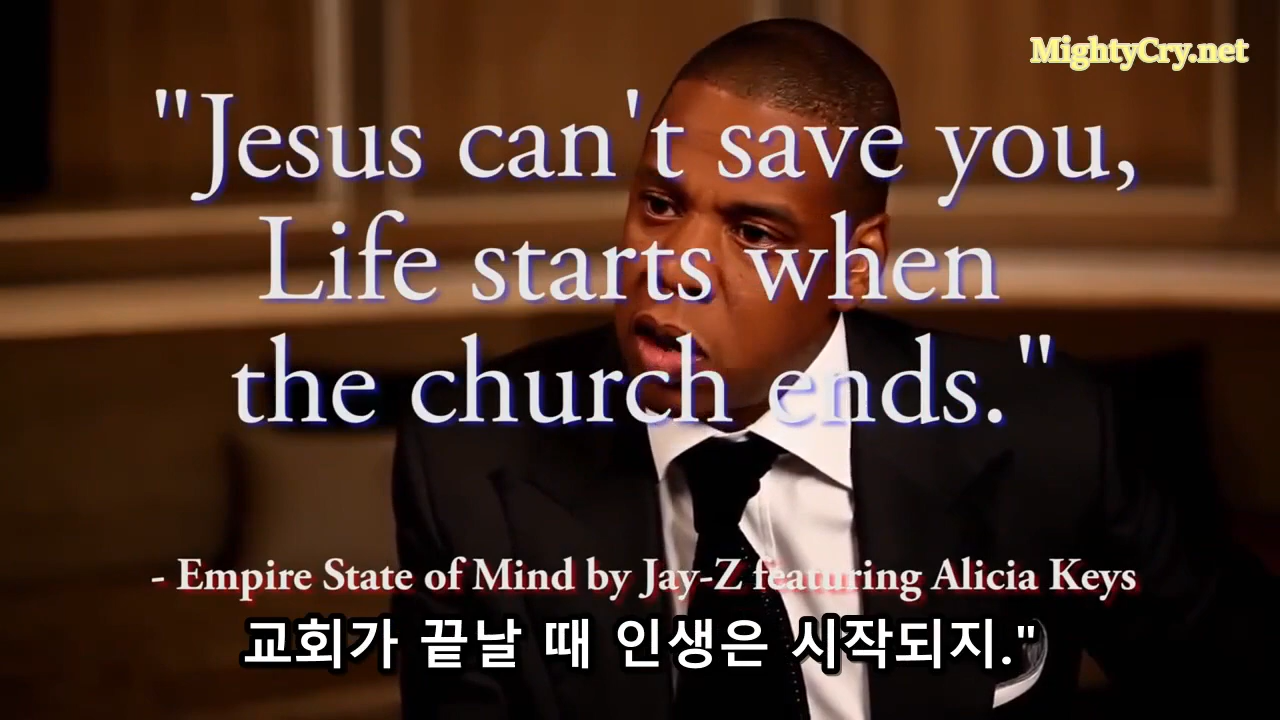 MightyCry.net
"Jesus can't save you,
Life starts when
the church ends."
- Empire State of Mind by Jay-Z featuring Alicia Keys
교회가 끝날 때 인생은 시작되지."